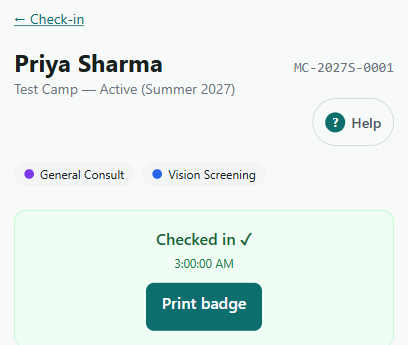 ← Check-in
Priya Sharma
MC-2027S-0001
Test Camp — Active (Summer 2027)
? Help
General Consult
Vision Screening
Checked in ✓
3:00:00 AM
Print badge